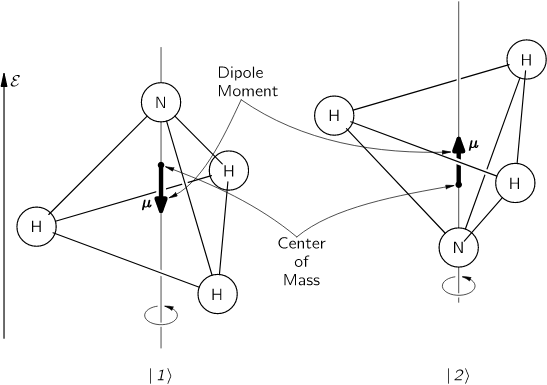 ℰ
Dipole
Moment
N
H
H
H
μ
H
H
H
N
μ
Center
of
Mass
| 1⟩
| 2⟩